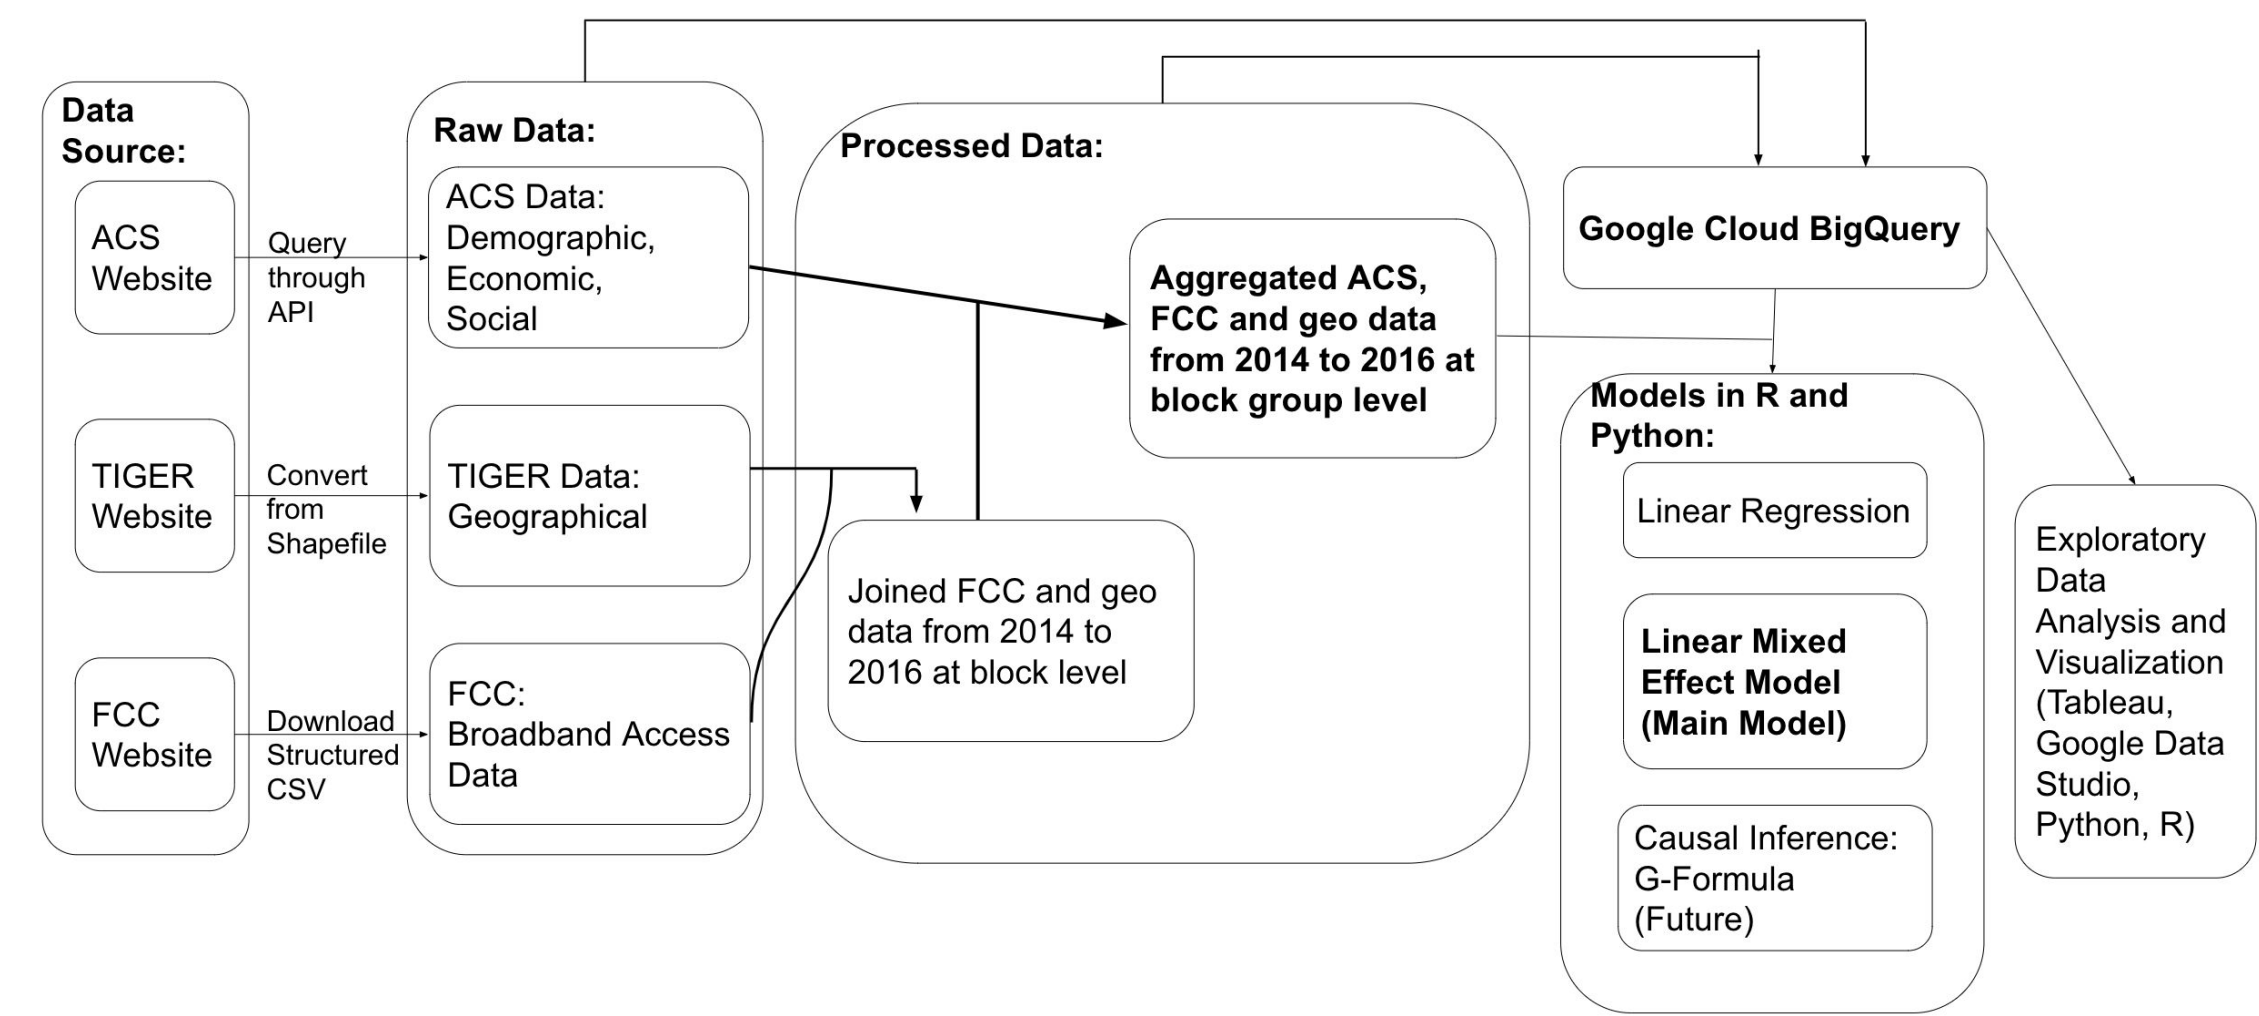 Data
Source:
ACS
Website
TIGER
Website
FCC
Website
Query
through
API
Convert
from
Shapefile
Download
Structured
CSV
Raw Data:
ACS Data:
Demographic,
Economic,
Social
TIGER Data:
Geographical
FCC:
Broadband Access
Data
Processed Data:
Aggregated ACS,
FCC and geo data
from 2014 to 2016 at
block group level
Joined FCC and geo
data from 2014 to
2016 at block level
Google Cloud BigQuery
Models in R and
Python:
Linear Regression
Linear Mixed
Effect Model
(Main Model)
Causal Inference:
G-Formula
(Future)
Exploratory
Data
Analysis and
Visualization
(Tableau,
Google Data
Studio,
Python, R)